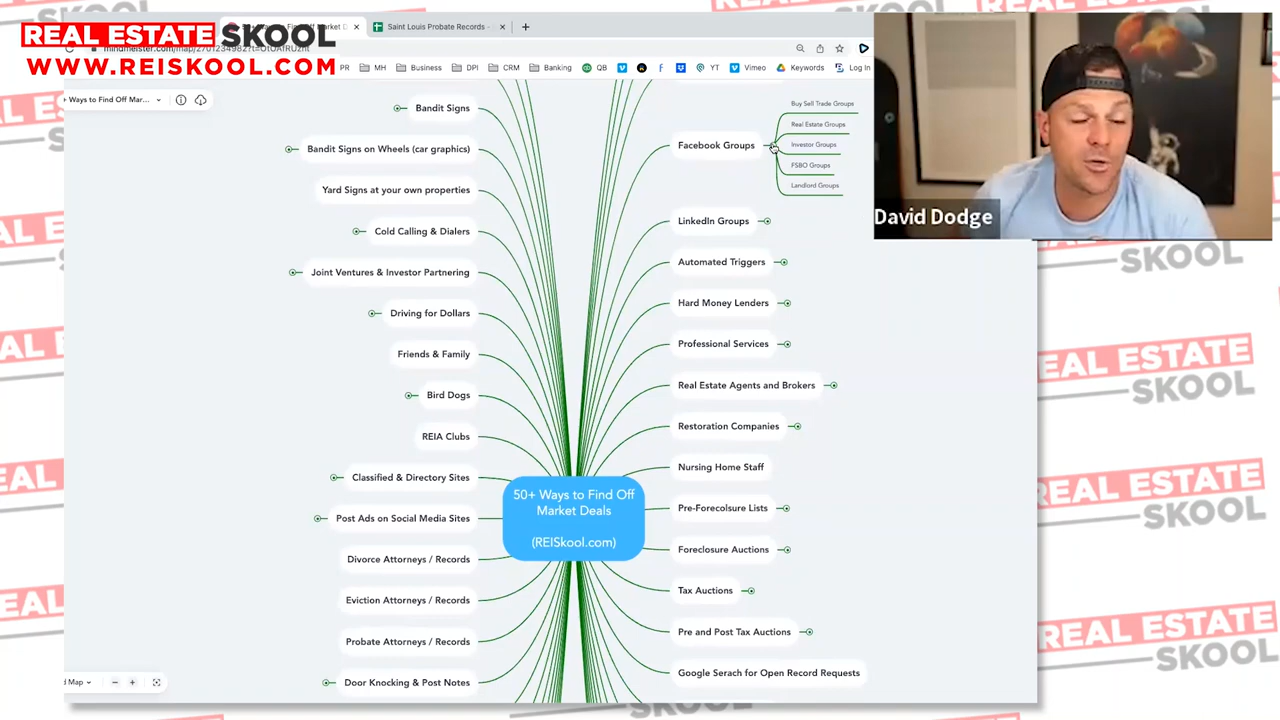 REAL ESTATE SKOOL
WWW.REISKOOL.COM
Saint Louis Probate Records -
PR
MH
Business
DPI
CRM
Banking
QB
YT
Vimeo
Keywords
Log In
Ways to Find Off Mar...
Bandit Signs
Bandit Signs on Wheels (car graphics)
Yard Signs at your own properties
Cold Calling & Dialers
Joint Ventures & Investor Partnering
Driving for Dollars
Friends & Family
Bird Dogs
REIA Clubs
Classified & Directory Sites
Post Ads on Social Media Sites
Divorce Attorneys / Records
Eviction Attorneys / Records
Probate Attorneys / Records
Door Knocking & Post Notes
50+ Ways to Find Off
Market Deals
(REISkool.com)
Facebook Groups
Buy Sell Trade Groups
Real Estate Groups
Investor Groups
FSBO Groups
Landlord Groups
LinkedIn Groups
Automated Triggers
Hard Money Lenders
Professional Services
Real Estate Agents and Brokers
Restoration Companies
Nursing Home Staff
Pre-Forecolsure Lists
Foreclosure Auctions
Tax Auctions
Pre and Post Tax Auctions
Google Serach for Open Record Requests
Map
David Dodge
REAL ESTATE
SKOOL
REAL ESTATE
SKOOL
REAL ESTATE
SKOOL
SKOOL